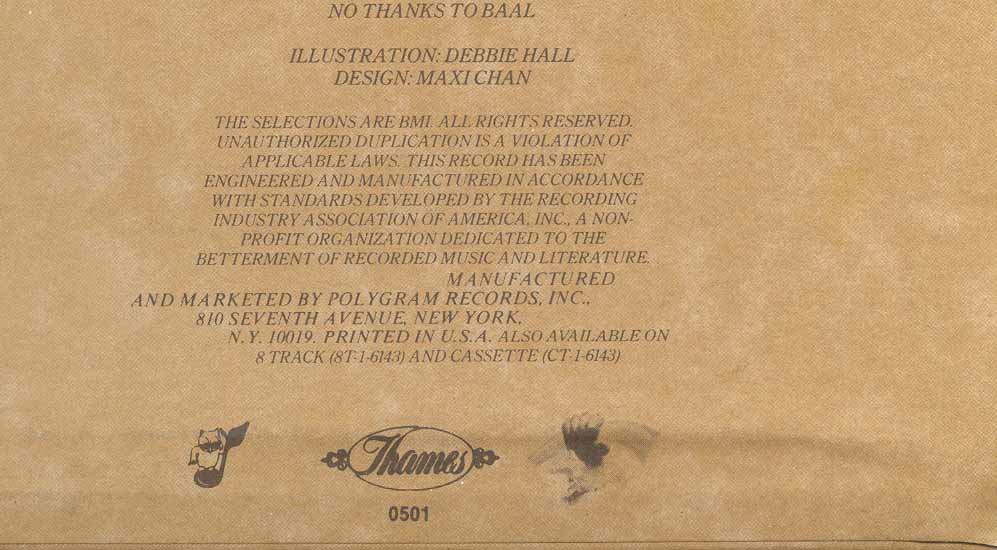 NO THANKS TO BAAL
ILLUSTRATION: DEBBIE HALL
DESIGN: MAXI CHAN
THE SELECTIONS ARE BMI. ALL RIGHTS RESERVED.
UNAUTHORIZED DUPLICATION IS A VIOLATION OF
APPLICABLE LAWS. THIS RECORD HAS BEEN
ENGINEERED AND MANUFACTURED IN ACCORDANCE
WITH STANDARDS DEVELOPED BY THE RECORDING
INDUSTRY ASSOCIATION OF AMERICA, INC., A NON-
PROFIT ORGANIZATION DEDICATED TO THE
BETTERMENT OF RECORDED MUSIC AND LITERATURE.
MANUFACTURED
AND MARKETED BY POLYGRAM RECORDS, INC.,
810 SEVENTH AVENUE, NEW YORK,
N.Y. 10019. PRINTED IN U.S.A. ALSO AVAILABLE ON
8 TRACK (8T-1-6143) AND CASSETTE (CT-1-6143)
Thames
0501